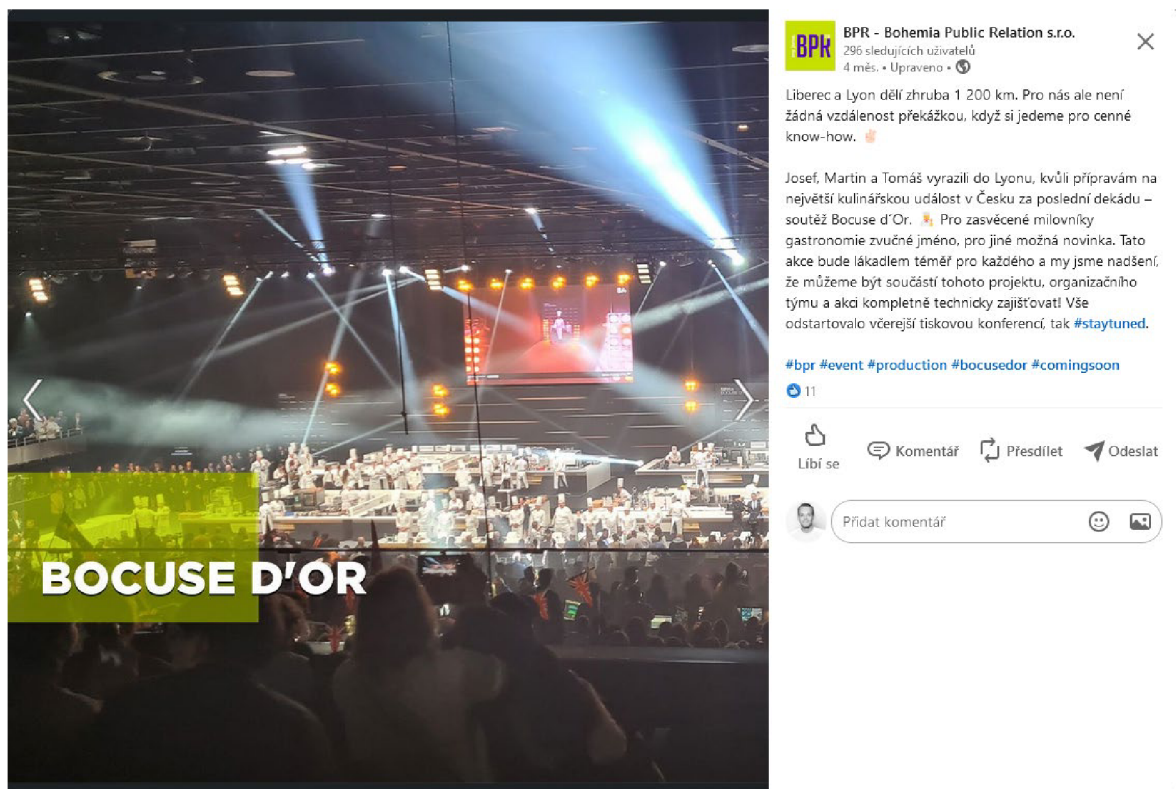 BOCUSE D'OR
BPR
BPR - Bohemia Public Relation s.r.o.
296 sledujících uživatelů
4 měs. • Upraveno •
Liberec a Lyon dělí zhruba 1 200 km. Pro nás ale není
žádná vzdálenost překážkou, když si jedeme pro cenné
know-how. ✌🏻
Josef, Martin a Tomáš vyrazili do Lyonu, kvůli přípravám na
největší kulinářskou událost v Česku za poslední dekádu –
soutěž Bocuse d´Or. 👨🏻‍🍳 Pro zasvěcené milovníky
gastronomie zvučné jméno, pro jiné možná novinka. Tato
akce bude lákadlem téměř pro každého a my jsme nadšení,
že můžeme být součástí tohoto projektu, organizačního
týmu a akci kompletně technicky zajišťovat! Vše
odstartovalo včerejší tiskovou konferencí, tak #staytuned.
#bpr #event #production #bocusedor #comingsoon
11
Líbí se
Komentář
Přesdílet
Odeslat
Přidat komentář